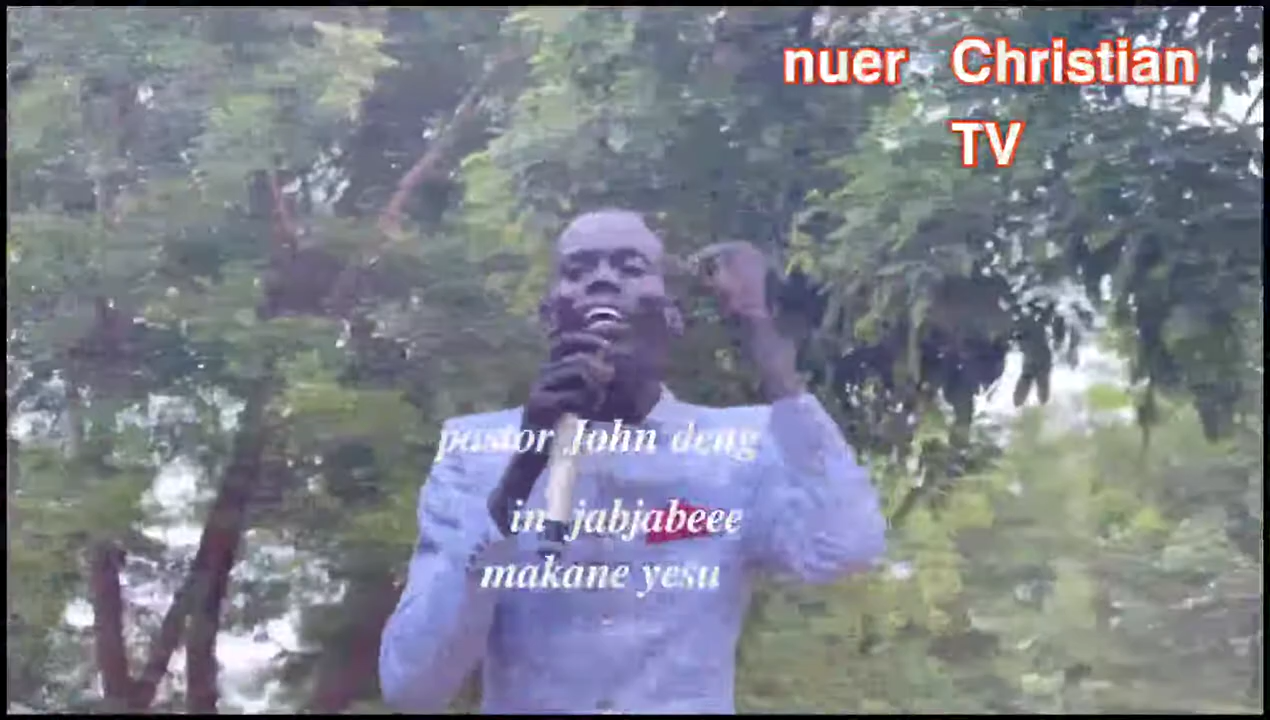 nuer Christian
TV
pastor John deng
in jabjabeee
makane yesu